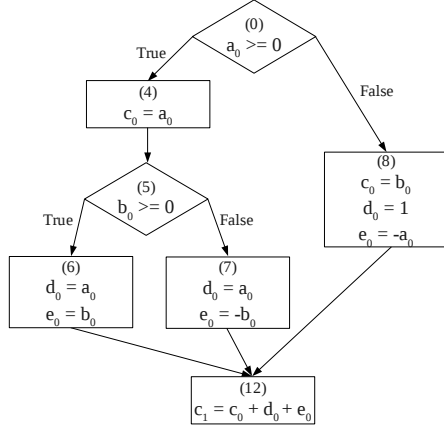 (0)
a₀ >= 0
True
False
(4)
c₀ = a₀
(5)
b₀ >= 0
True
False
(8)
c₀ = b₀
d₀ = 1
e₀ = -a₀
(6)
d₀ = a₀
e₀ = b₀
(7)
d₀ = a₀
e₀ = -b₀
(12)
c₁ = c₀ + d₀ + e₀